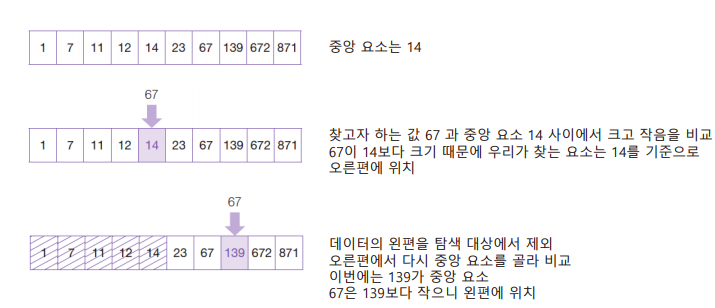 1 7 11 12 14 23 67 139 672 871
중앙 요소는 14
67
1 7 11 12 14 23 67 139 672 871
찾고자 하는 값 67 과 중앙 요소 14 사이에서 크고 작음을 비교
67이 14보다 크기 때문에 우리가 찾는 요소는 14를 기준으로
오른편에 위치
67
1 7 11 12 14 23 67 139 672 871
데이터의 왼편을 탐색 대상에서 제외
오른편에서 다시 중앙 요소를 골라 비교
이번에는 139가 중앙 요소
67은 139보다 작으니 왼편에 위치